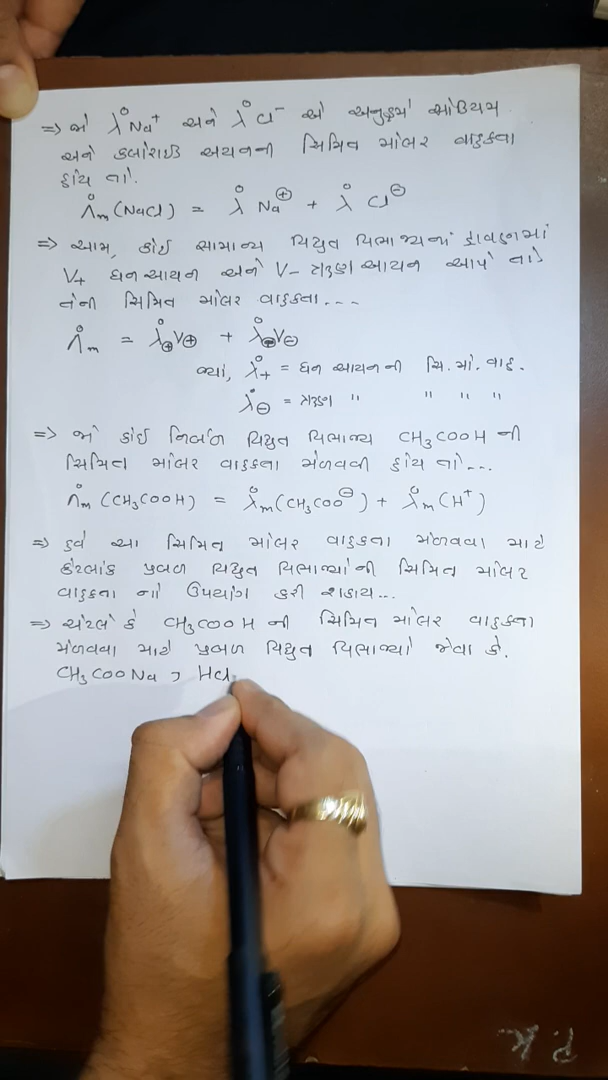 ⇒ જો λ̊ Na⁺ અને λ̊ Cl⁻ એ અનુક્રમે સોડિયમ
અને ક્લોરાઇડ આયનની સિમિત મોલર વાહકતા
હોય તો.
Λ̊m (NaCl) = λ̊ Na⊕ + λ̊ Cl⊖
⇒ આમ, કોઈ સામાન્ય વિદ્યુત વિભાજ્યનાં દ્રાવણમાં
V+ ધન આયન અને V− ઋણ આયન આપે તો
તેની સિમિત મોલર વાહકતા...
Λ̊m = λ̊⊕V⊕ + λ̊⊖V⊖
જ્યાં, λ̊+ = ધન આયન ની સિ. મો. વાહ.
λ̊⊖ = ઋણ " " " "
⇒ જો કોઈ નિર્બળ વિદ્યુત વિભાજ્ય CH₃COOH ની
સિમિત મોલર વાહકતા મેળવવી હોય તો...
Λ̊m (CH₃COOH) = λ̊m (CH₃COO⊖) + λ̊m (H⁺)
⇒ હવે આ સિમિત મોલર વાહકતા મેળવવા માટે
કેટલાક પ્રબળ વિદ્યુત વિભાજ્યોની સિમિત મોલર
વાહકતા નો ઉપયોગ કરી શકાય...
⇒ એટલે કે CH₃COOH ની સિમિત મોલર વાહકતા
મેળવવા માટે પ્રબળ વિદ્યુત વિભાજ્યો જેવા કે.
CH₃COONa , HCl
P.K.